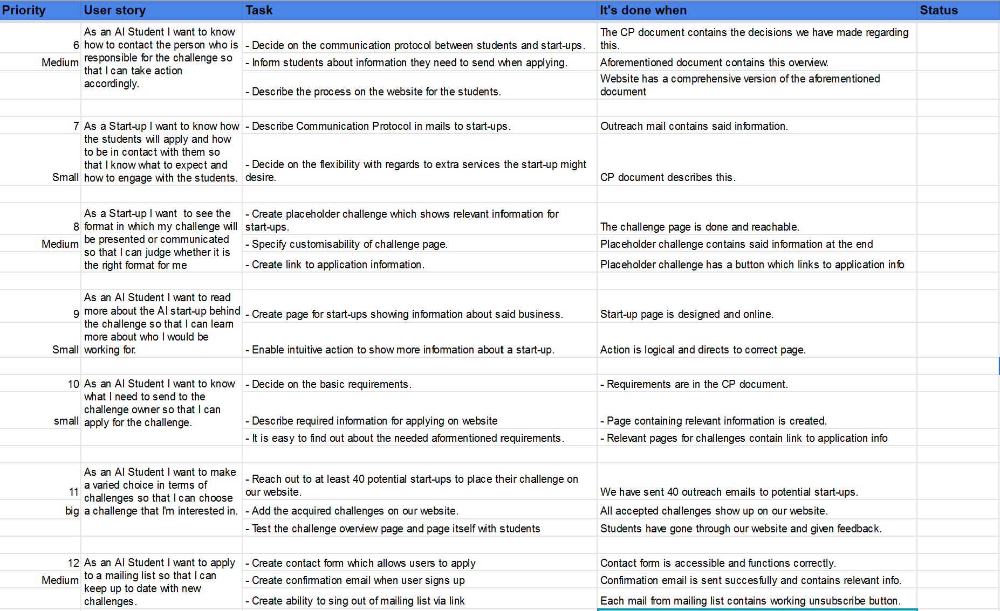 Priority User story Task It's done when Status
6
Medium
As an AI Student I want to know
how to contact the person who is
responsible for the challenge so
that I can take action
accordingly.
- Decide on the communication protocol between students and start-ups.
The CP document contains the decisions we have made regarding
this.
- Inform students about information they need to send when applying.
Aforementioned document contains this overview.
- Describe the process on the website for the students.
Website has a comprehensive version of the aforementioned
document
7
Small
As a Start-up I want to know how
the students will apply and how
to be in contact with them so
that I know what to expect and
how to engage with the students.
- Describe Communication Protocol in mails to start-ups.
Outreach mail contains said information.
- Decide on the flexibility with regards to extra services the start-up might
desire.
CP document describes this.
8
Medium
As a Start-up I want  to see the
format in which my challenge will
be presented or communicated
so that I can judge whether it is
the right format for me
- Create placeholder challenge which shows relevant information for
start-ups.
The challenge page is done and reachable.
- Specify customisability of challenge page.
Placeholder challenge contains said information at the end
- Create link to application information.
Placeholder challenge has a button which links to application info
9
Small
As an AI Student I want to read
more about the AI start-up behind
the challenge so that I can learn
more about who I would be
working for.
- Create page for start-ups showing information about said business.
Start-up page is designed and online.
- Enable intuitive action to show more information about a start-up.
Action is logical and directs to correct page.
10
small
As an AI Student I want to know
what I need to send to the
challenge owner so that I can
apply for the challenge.
- Decide on the basic requirements.
- Requirements are in the CP document.
- Describe required information for applying on website
- Page containing relevant information is created.
- It is easy to find out about the needed aformentioned requirements.
- Relevant pages for challenges contain link to application info
11
big
As an AI Student I want to make
a varied choice in terms of
challenges so that I can choose
a challenge that I'm interested in.
- Reach out to at least 40 potential start-ups to place their challenge on
our website.
We have sent 40 outreach emails to potential start-ups.
- Add the acquired challenges on our website.
All accepted challenges show up on our website.
- Test the challenge overview page and page itself with students
Students have gone through our website and given feedback.
12
Medium
As an AI Student I want to apply
to a mailing list so that I can
keep up to date with new
challenges.
- Create contact form which allows users to apply
Contact form is accessible and functions correctly.
- Create confirmation email when user signs up
Confirmation email is sent succesfully and contains relevant info.
- Create ability to sing out of mailing list via link
Each mail from mailing list contains working unsubscribe button.